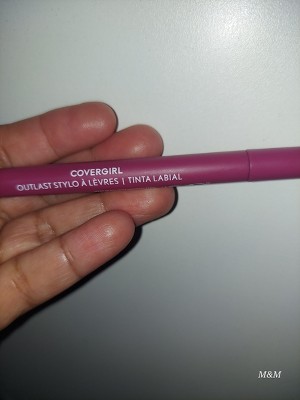 COVERGIRL
OUTLAST STYLO À LÈVRES | TINTA LABIAL
M&M